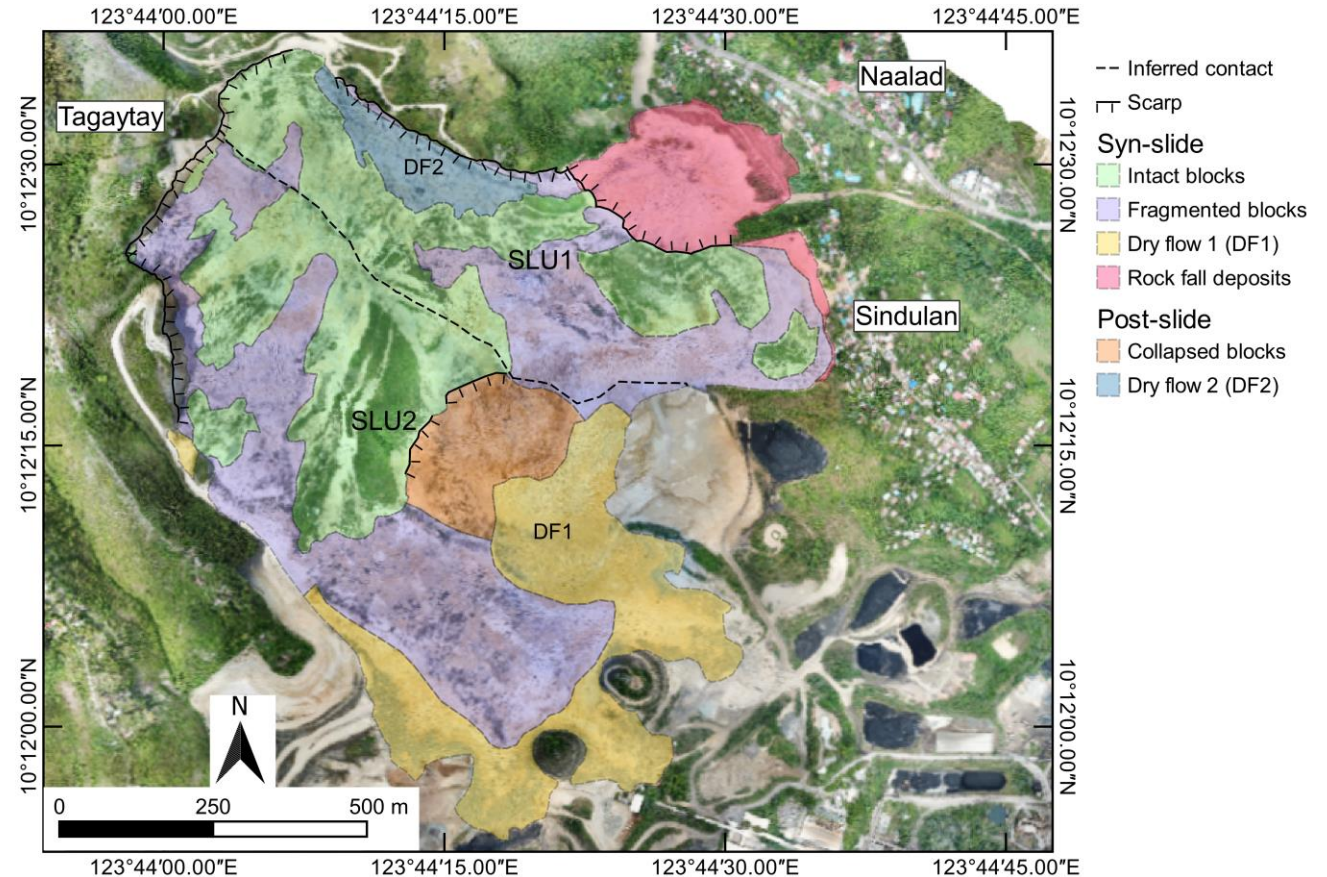 123°44'00.00"E 123°44'15.00"E 123°44'30.00"E 123°44'45.00"E
Naalad
Tagaytay
10°12'30.00"N
10°12'30.00"N
DF2
SLU1
Sindulan
SLU2
10°12'15.00"N
10°12'15.00"N
DF1
10°12'00.00"N
10°12'00.00"N
N
0 250 500 m
123°44'00.00"E 123°44'15.00"E 123°44'30.00"E 123°44'45.00"E
Inferred contact
Scarp
Syn-slide
Intact blocks
Fragmented blocks
Dry flow 1 (DF1)
Rock fall deposits
Post-slide
Collapsed blocks
Dry flow 2 (DF2)